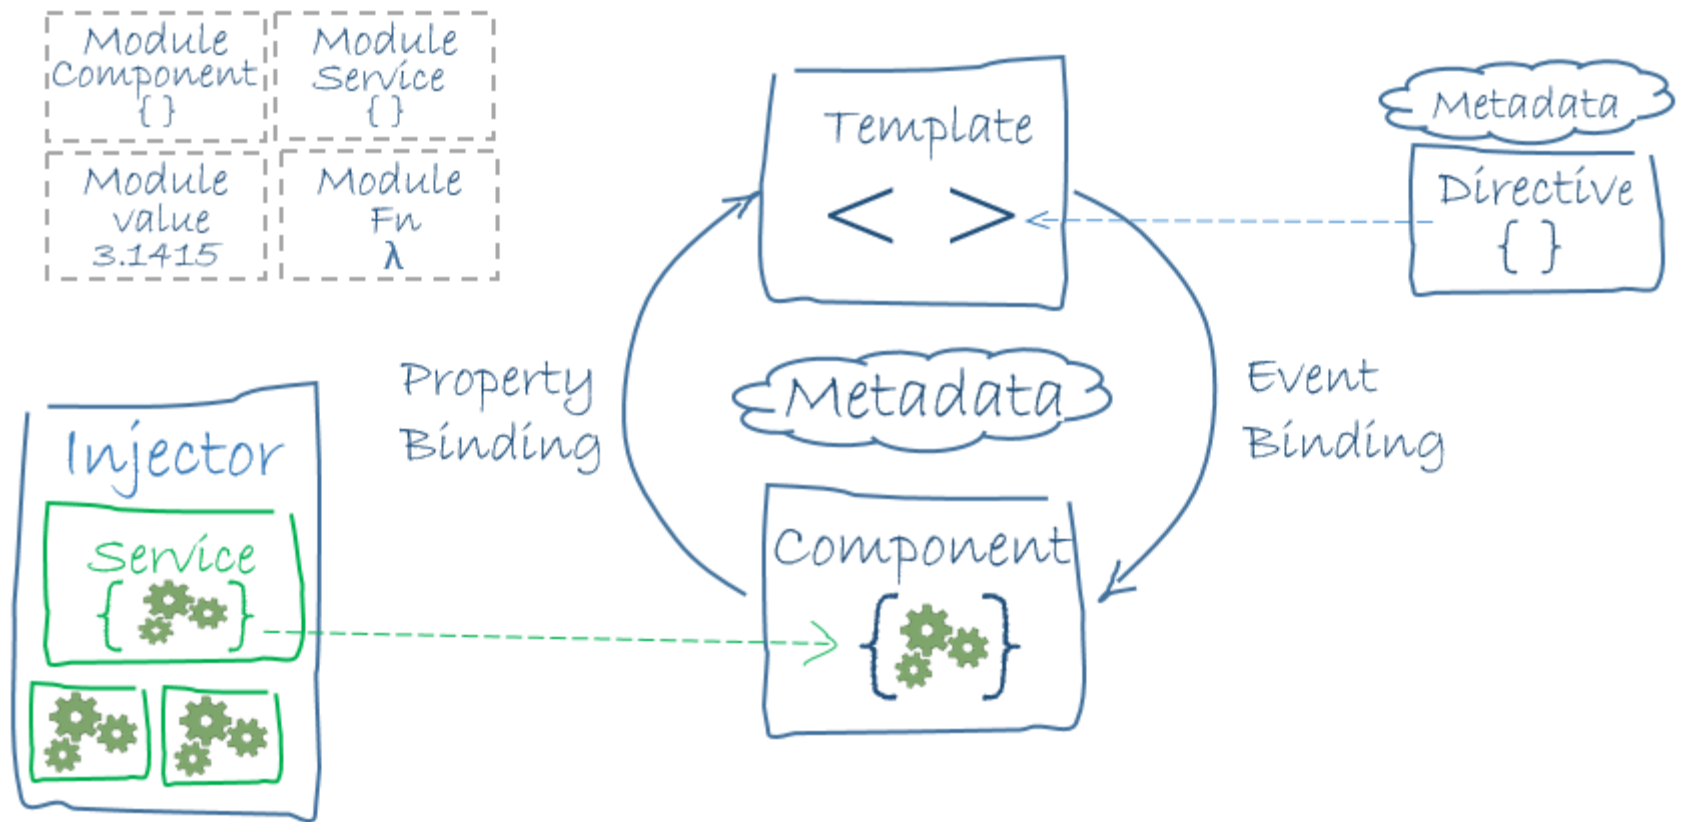 Module
Component
{ }
Module
Service
{ }
Module
value
3.1415
Module
Fn
λ
Template
< >
Metadata
Directive
{ }
Property
Binding
Metadata
Event
Binding
Injector
Service
{ }
Component
{ }